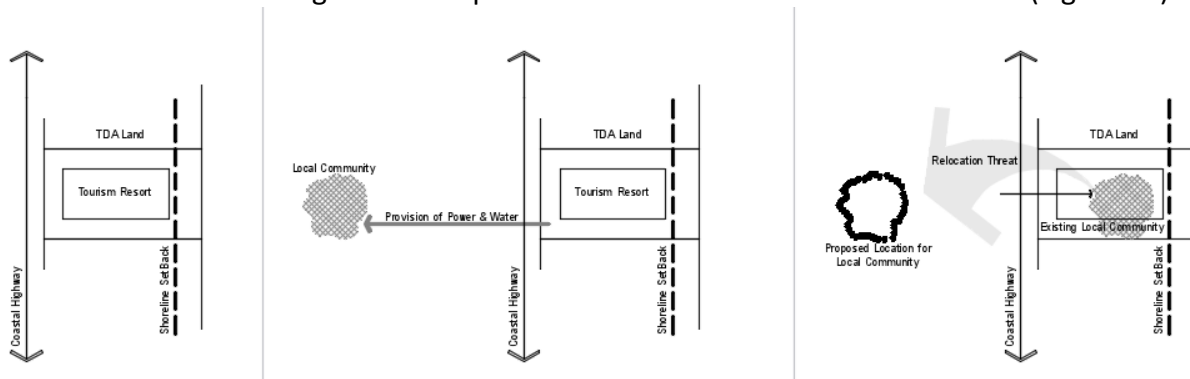 TDA Land
Tourism Resort
Coastal Highway
Shoreline SetBack
Local Community
Provision of Power & Water
TDA Land
Tourism Resort
Coastal Highway
Shoreline SetBack
TDA Land
Relocation Threat
Existing Local Community
Proposed Location for
Local Community
Coastal Highway
Shoreline SetBack